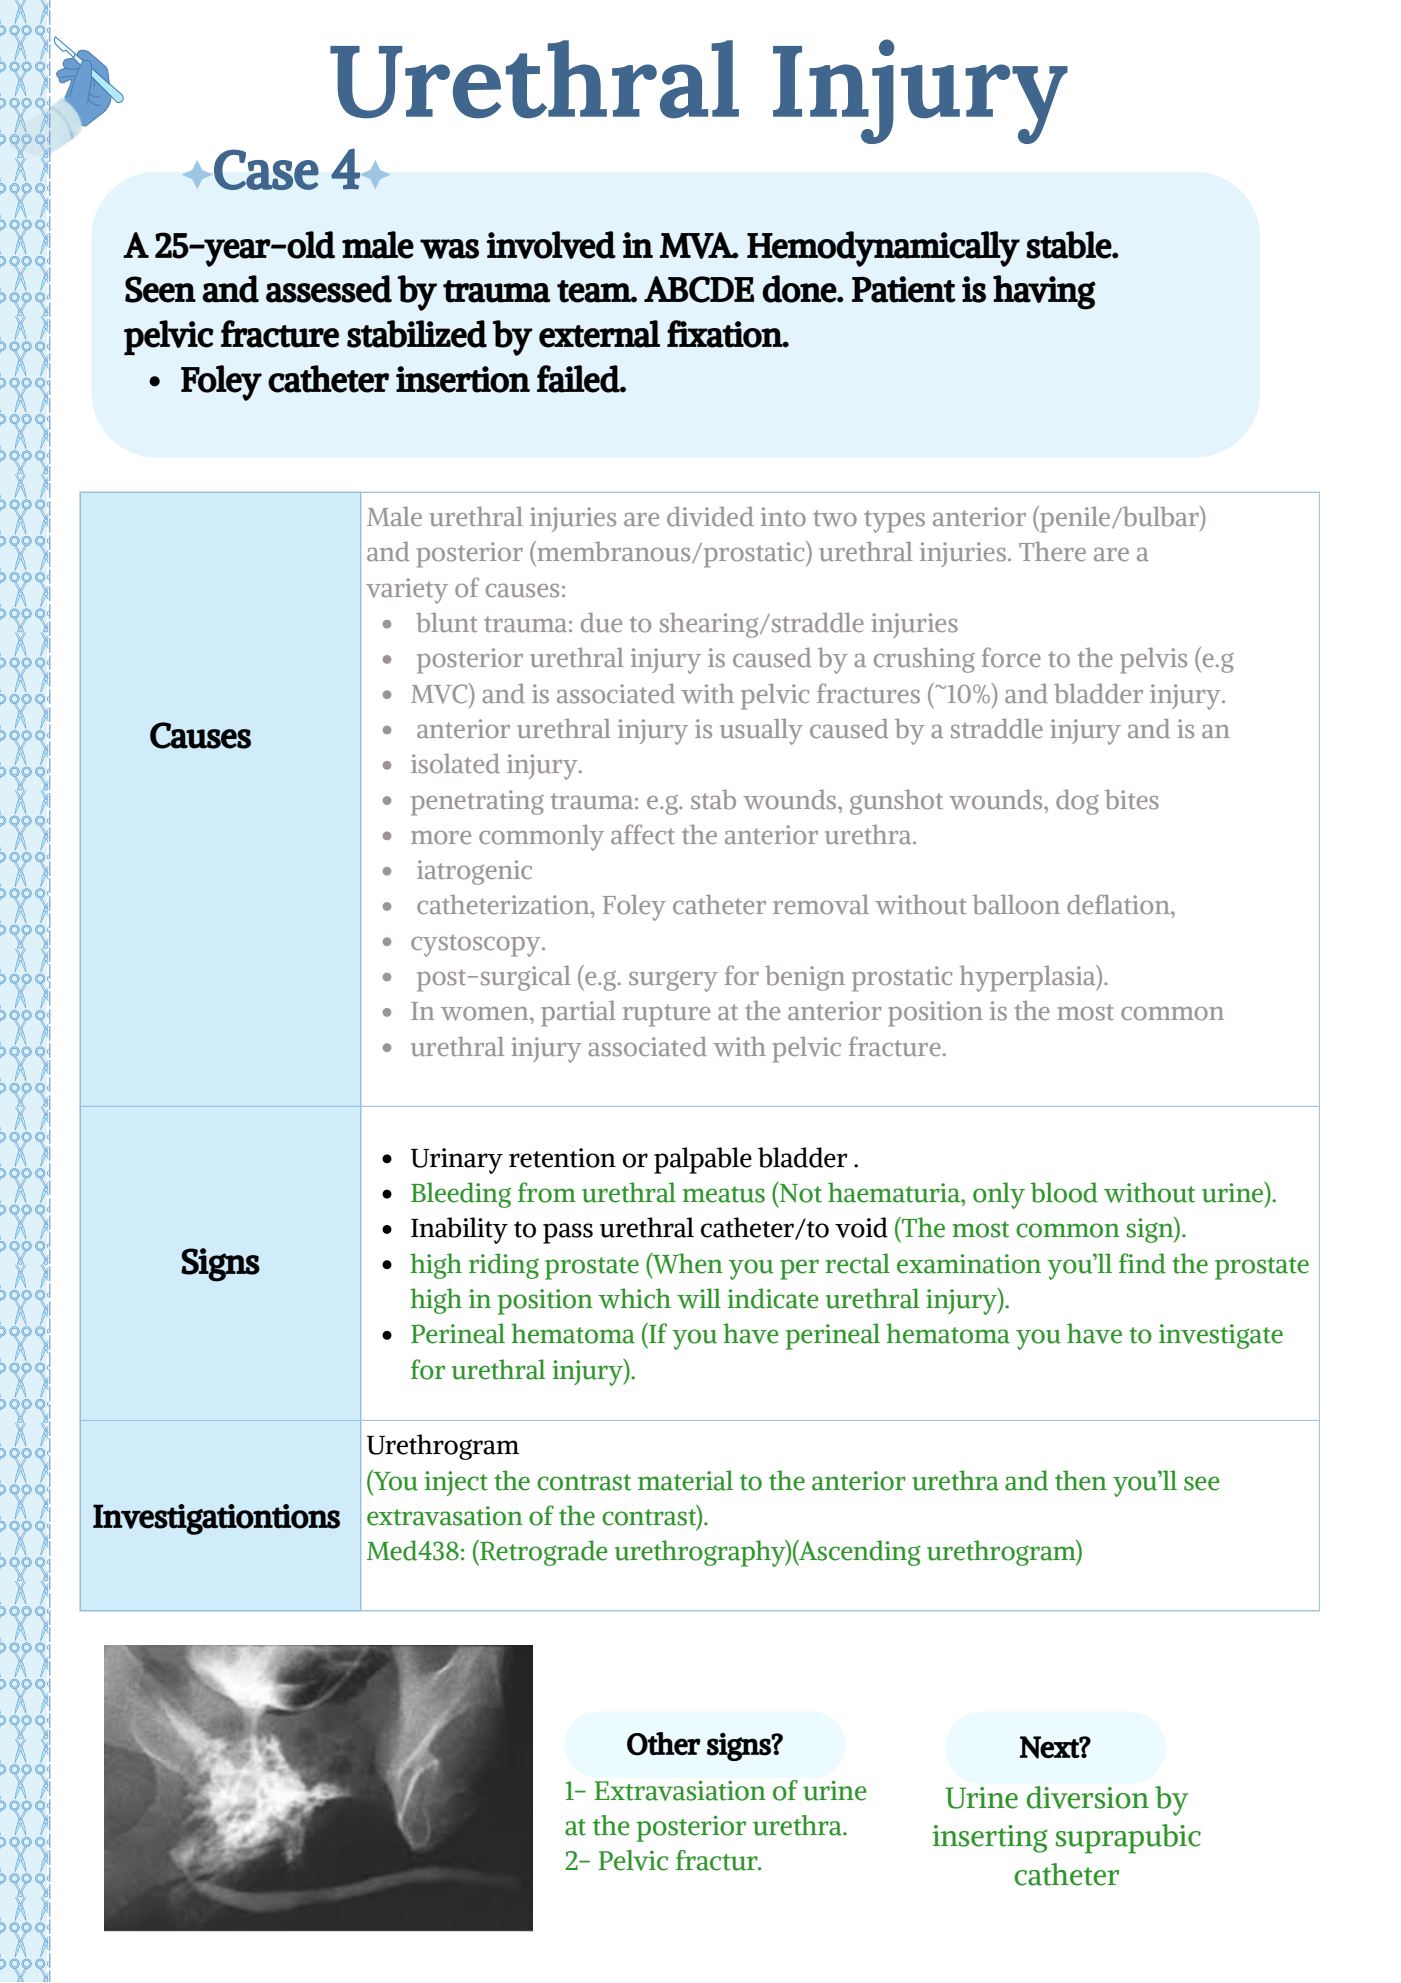 Urethral Injury
Case 4
A 25-year-old male was involved in MVA. Hemodynamically stable.
Seen and assessed by trauma team. ABCDE done. Patient is having
pelvic fracture stabilized by external fixation.
• Foley catheter insertion failed.
Causes
Male urethral injuries are divided into two types anterior (penile/bulbar)
and posterior (membranous/prostatic) urethral injuries. There are a
variety of causes:
• blunt trauma: due to shearing/straddle injuries
• posterior urethral injury is caused by a crushing force to the pelvis (e.g
• MVC) and is associated with pelvic fractures (~10%) and bladder injury.
• anterior urethral injury is usually caused by a straddle injury and is an
• isolated injury.
• penetrating trauma: e.g. stab wounds, gunshot wounds, dog bites
• more commonly affect the anterior urethra.
• iatrogenic
• catheterization, Foley catheter removal without balloon deflation,
• cystoscopy.
• post-surgical (e.g. surgery for benign prostatic hyperplasia).
• In women, partial rupture at the anterior position is the most common
• urethral injury associated with pelvic fracture.
Signs
• Urinary retention or palpable bladder .
• Bleeding from urethral meatus (Not haematuria, only blood without urine).
• Inability to pass urethral catheter/to void (The most common sign).
• high riding prostate (When you per rectal examination you'll find the prostate
high in position which will indicate urethral injury).
• Perineal hematoma (If you have perineal hematoma you have to investigate
for urethral injury).
Investigationtions
Urethrogram
(You inject the contrast material to the anterior urethra and then you'll see
extravasation of the contrast).
Med438: (Retrograde urethrography)(Ascending urethrogram)
Other signs?
1- Extravasiation of urine
at the posterior urethra.
2- Pelvic fractur.
Next?
Urine diversion by
inserting suprapubic
catheter